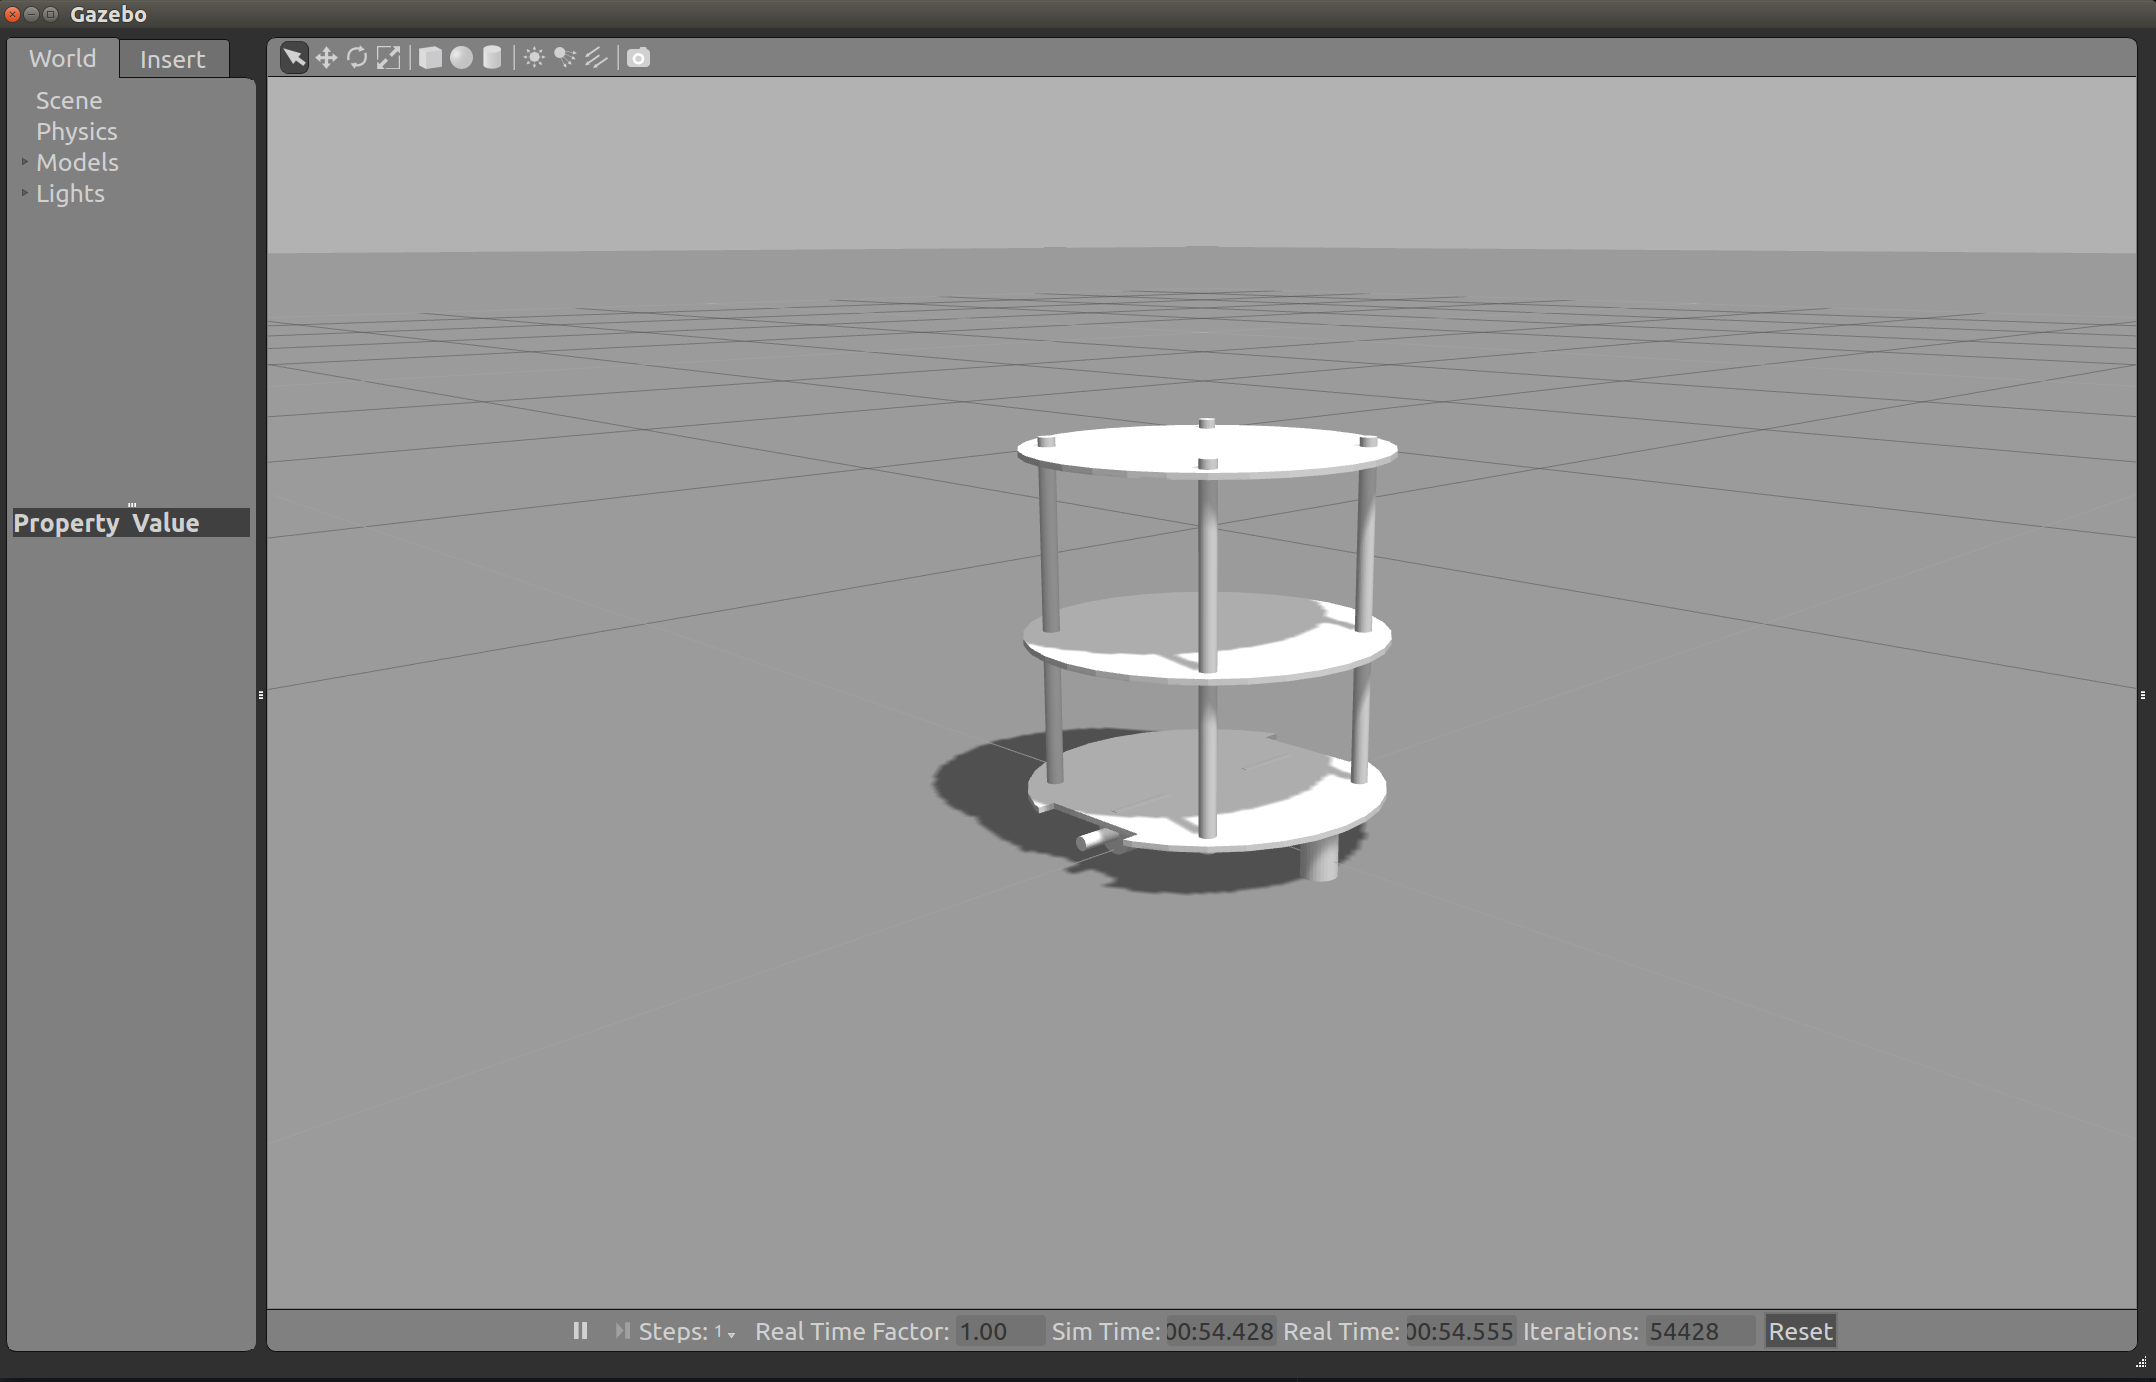 Gazebo
World Insert
Scene
Physics
Models
Lights
Property Value
Steps: 1 Real Time Factor: 1.00 Sim Time: 00:54.428 Real Time: 00:54.555 Iterations: 54428 Reset